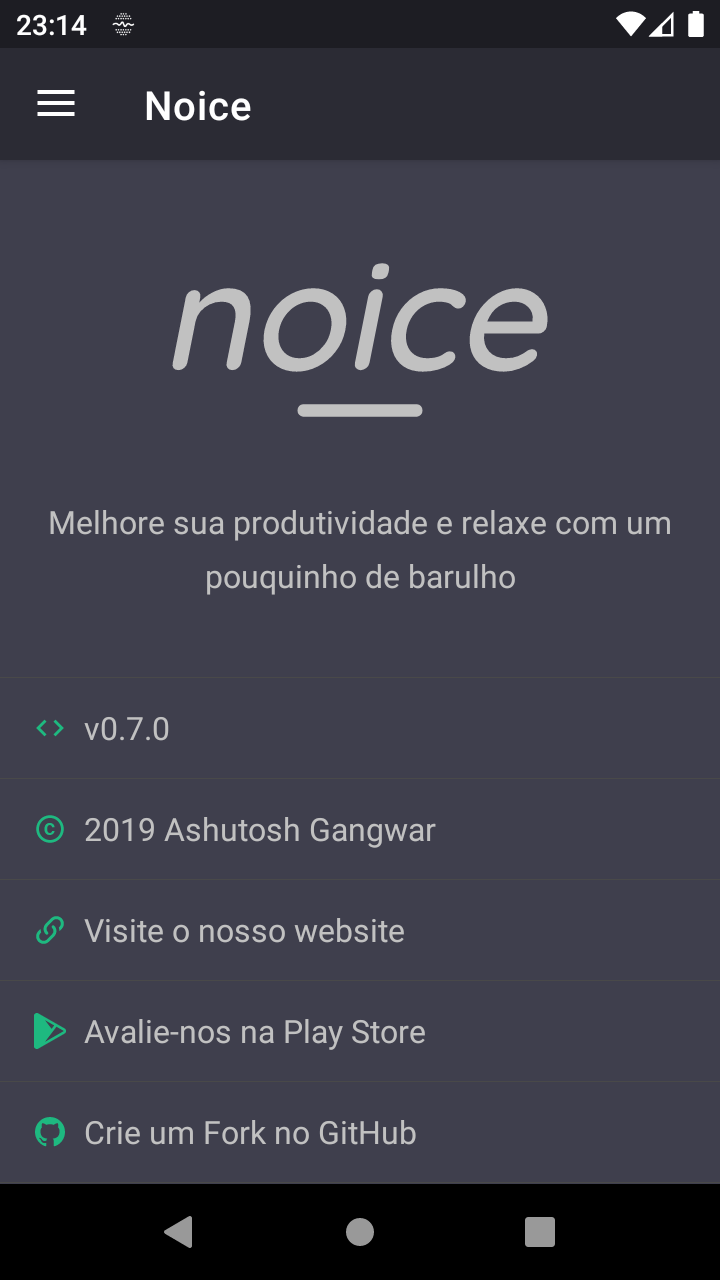 23:14
Noice
noice
Melhore sua produtividade e relaxe com um
pouquinho de barulho
v0.7.0
2019 Ashutosh Gangwar
Visite o nosso website
Avalie-nos na Play Store
Crie um Fork no GitHub